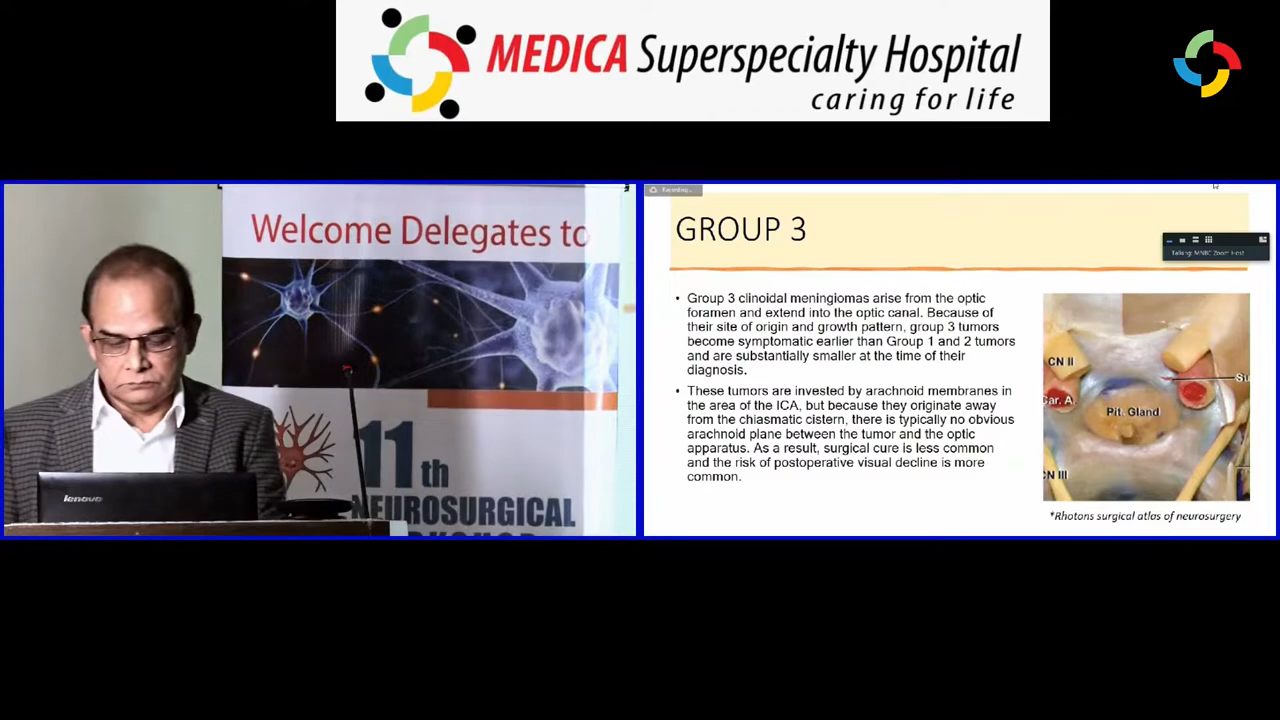 MEDICA Superspecialty Hospital
caring for life
Welcome Delegates to
11th
NEUROSURGICAL
lenovo
Recording...
GROUP 3
Talking: MNBC Zoom Host
• Group 3 clinoidal meningiomas arise from the optic
foramen and extend into the optic canal. Because of
their site of origin and growth pattern, group 3 tumors
become symptomatic earlier than Group 1 and 2 tumors
and are substantially smaller at the time of their
diagnosis.
• These tumors are invested by arachnoid membranes in
the area of the ICA, but because they originate away
from the chiasmatic cistern, there is typically no obvious
arachnoid plane between the tumor and the optic
apparatus. As a result, surgical cure is less common
and the risk of postoperative visual decline is more
common.
CN II
Car. A.
Pit. Gland
Su
CN III
*Rhotons surgical atlas of neurosurgery